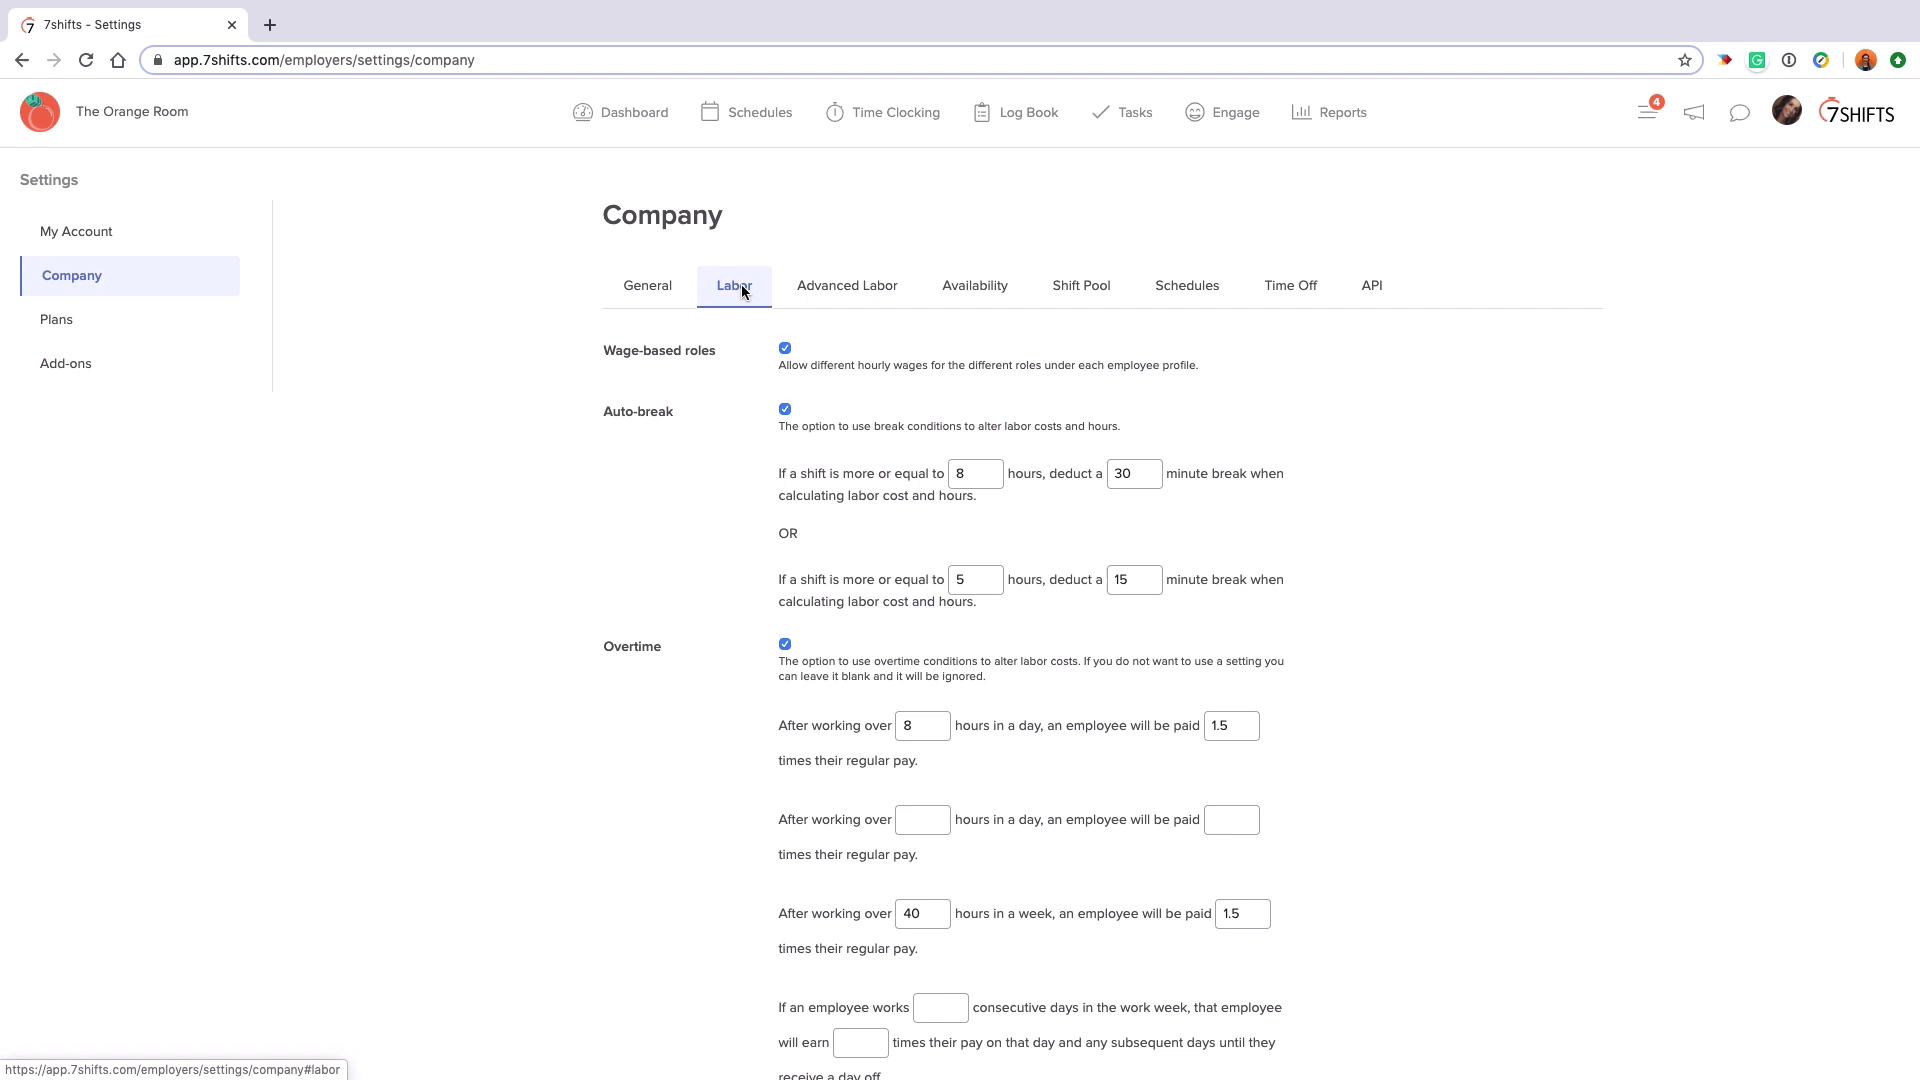 7shifts - Settings
app.7shifts.com/employers/settings/company
The Orange Room
Dashboard
Schedules
Time Clocking
Log Book
Tasks
Engage
Reports
4
7SHIFTS
Settings
My Account
Company
Plans
Add-ons
Company
General
Labor
Advanced Labor
Availability
Shift Pool
Schedules
Time Off
API
Wage-based roles
Allow different hourly wages for the different roles under each employee profile.
Auto-break
The option to use break conditions to alter labor costs and hours.
If a shift is more or equal to 8 hours, deduct a 30 minute break when
calculating labor cost and hours.
OR
If a shift is more or equal to 5 hours, deduct a 15 minute break when
calculating labor cost and hours.
Overtime
The option to use overtime conditions to alter labor costs. If you do not want to use a setting you
can leave it blank and it will be ignored.
After working over 8 hours in a day, an employee will be paid 1.5
times their regular pay.
After working over hours in a day, an employee will be paid
times their regular pay.
After working over 40 hours in a week, an employee will be paid 1.5
times their regular pay.
If an employee works consecutive days in the work week, that employee
will earn times their pay on that day and any subsequent days until they
receive a day off.
https://app.7shifts.com/employers/settings/company#labor